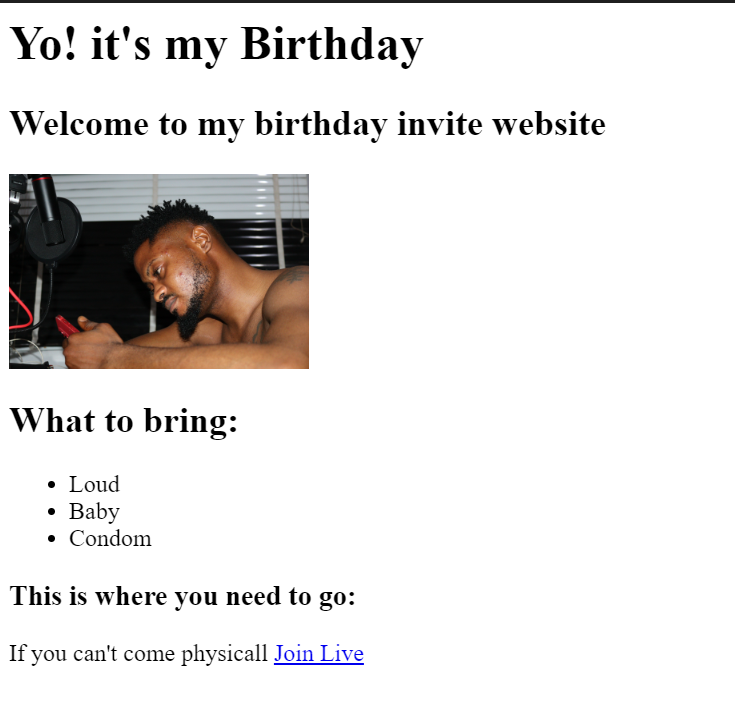 Yo! it's my Birthday
Welcome to my birthday invite website
What to bring:
Loud
Baby
Condom
This is where you need to go:
If you can't come physicall Join Live